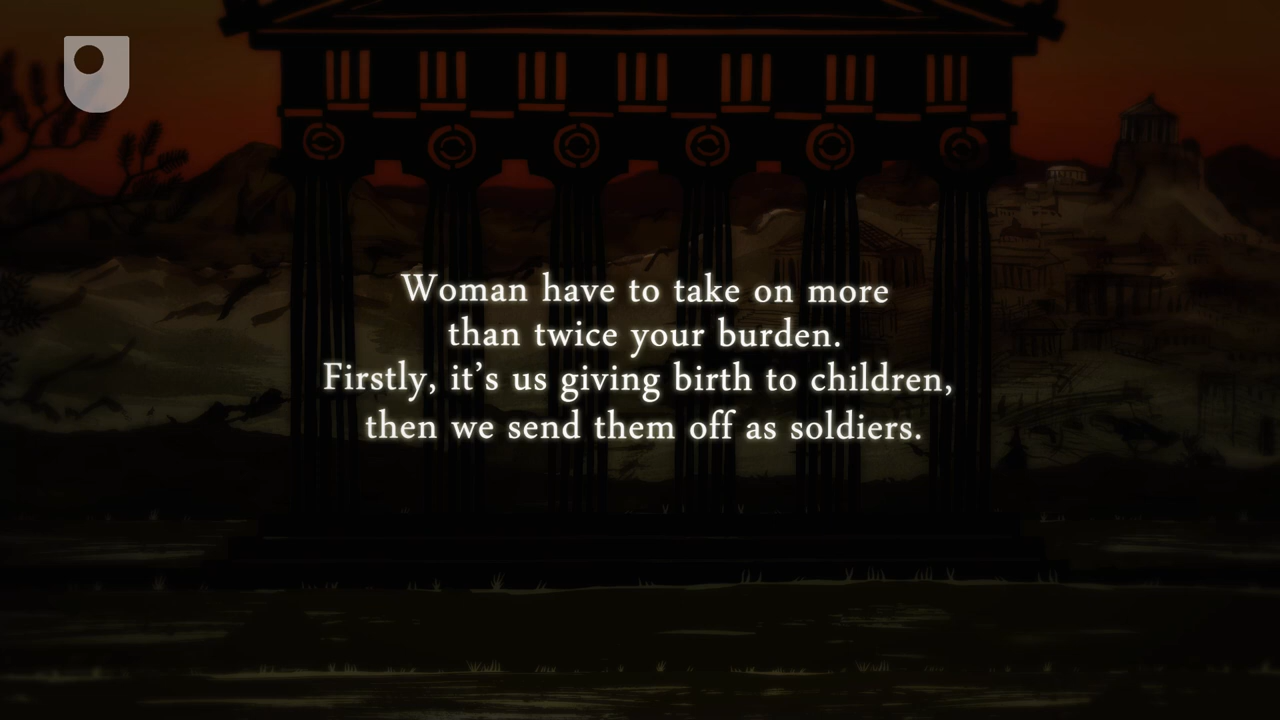 Woman have to take on more
than twice your burden.
Firstly, it’s us giving birth to children,
then we send them off as soldiers.